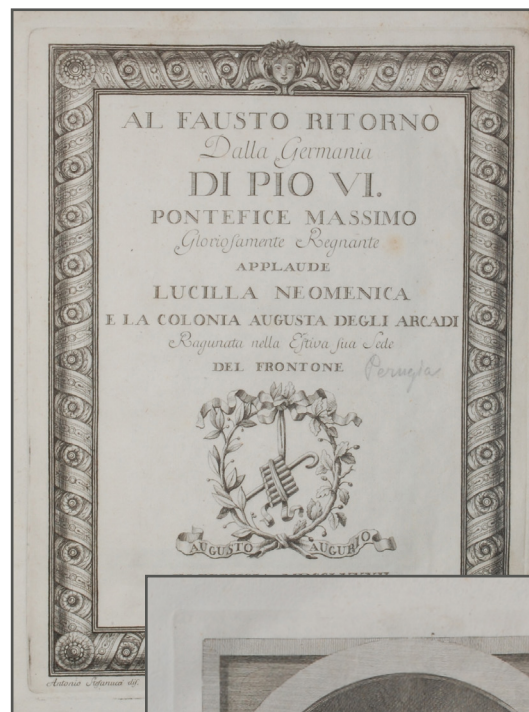 AL FAUSTO RITORNO
Dalla Germania
DI PIO VI.
PONTEFICE MASSIMO
Gloriosamente Regnante
APPLAUDE
LUCILLA NEOMENICA
E LA COLONIA AUGUSTA DEGLI ARCADI
Ragunata nella Estiva sua Sede
DEL FRONTONE
Perugia
AUGUSTO AUGURIO
Antonio